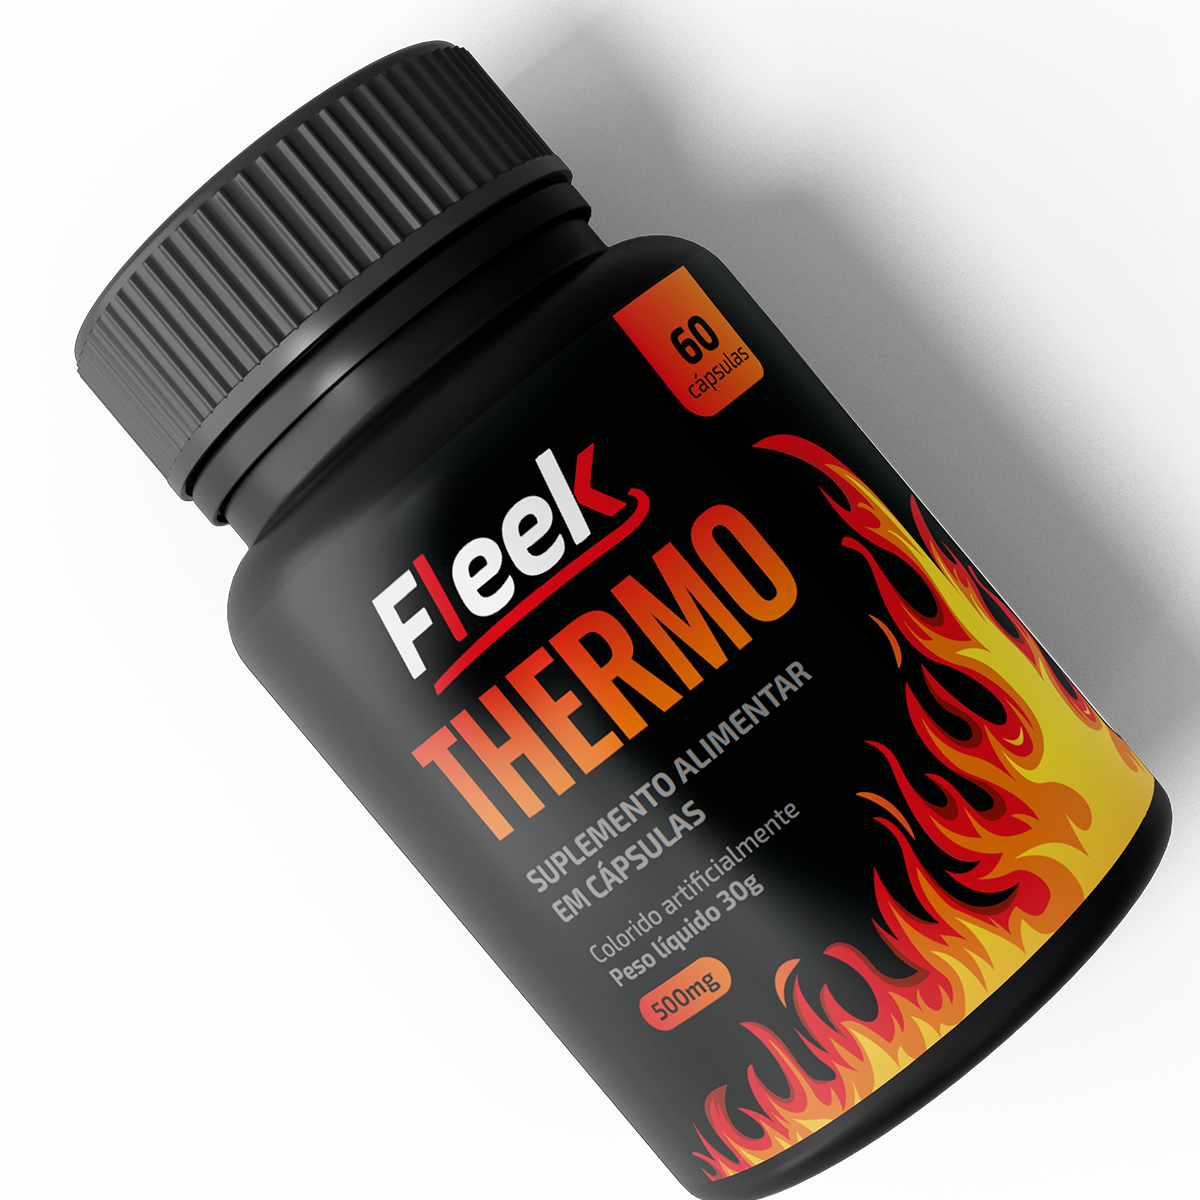 60
cápsulas
Fleek
THERMO
SUPLEMENTO ALIMENTAR
EM CÁPSULAS
Colorido artificialmente
Peso líquido 30g
500mg